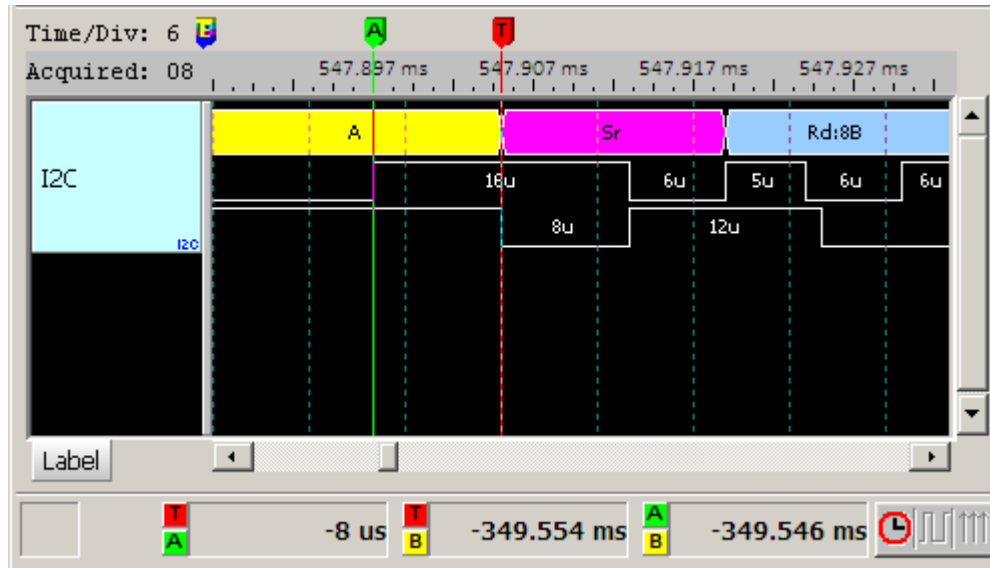 Time/Div: 6 B A T
Acquired: 08 547.897 ms 547.907 ms 547.917 ms 547.927 ms
A Sr Rd:8B
I2C 16u 6u 5u 6u 6u
8u 12u
I2C
Label
T A -8 us T B -349.554 ms A B -349.546 ms